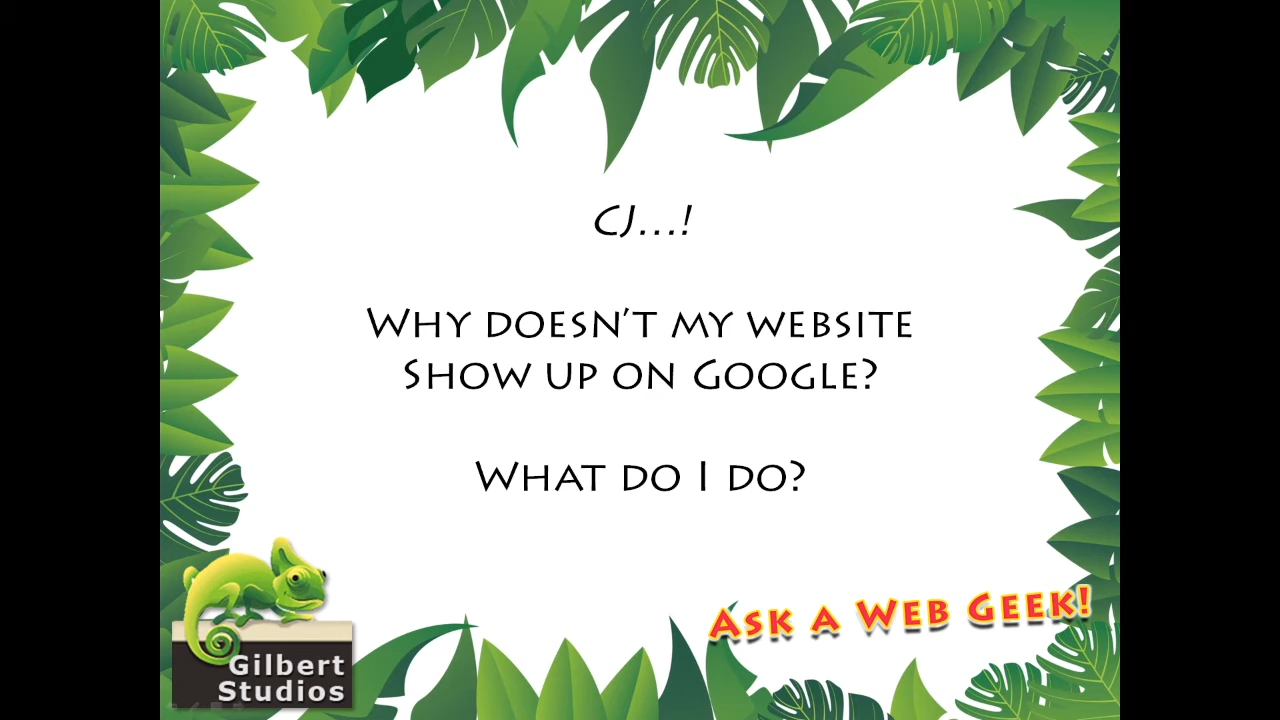 CJ...!
Why doesn't my website
Show up on Google?
What do I do?
Ask a Web Geek!
Gilbert
Studios